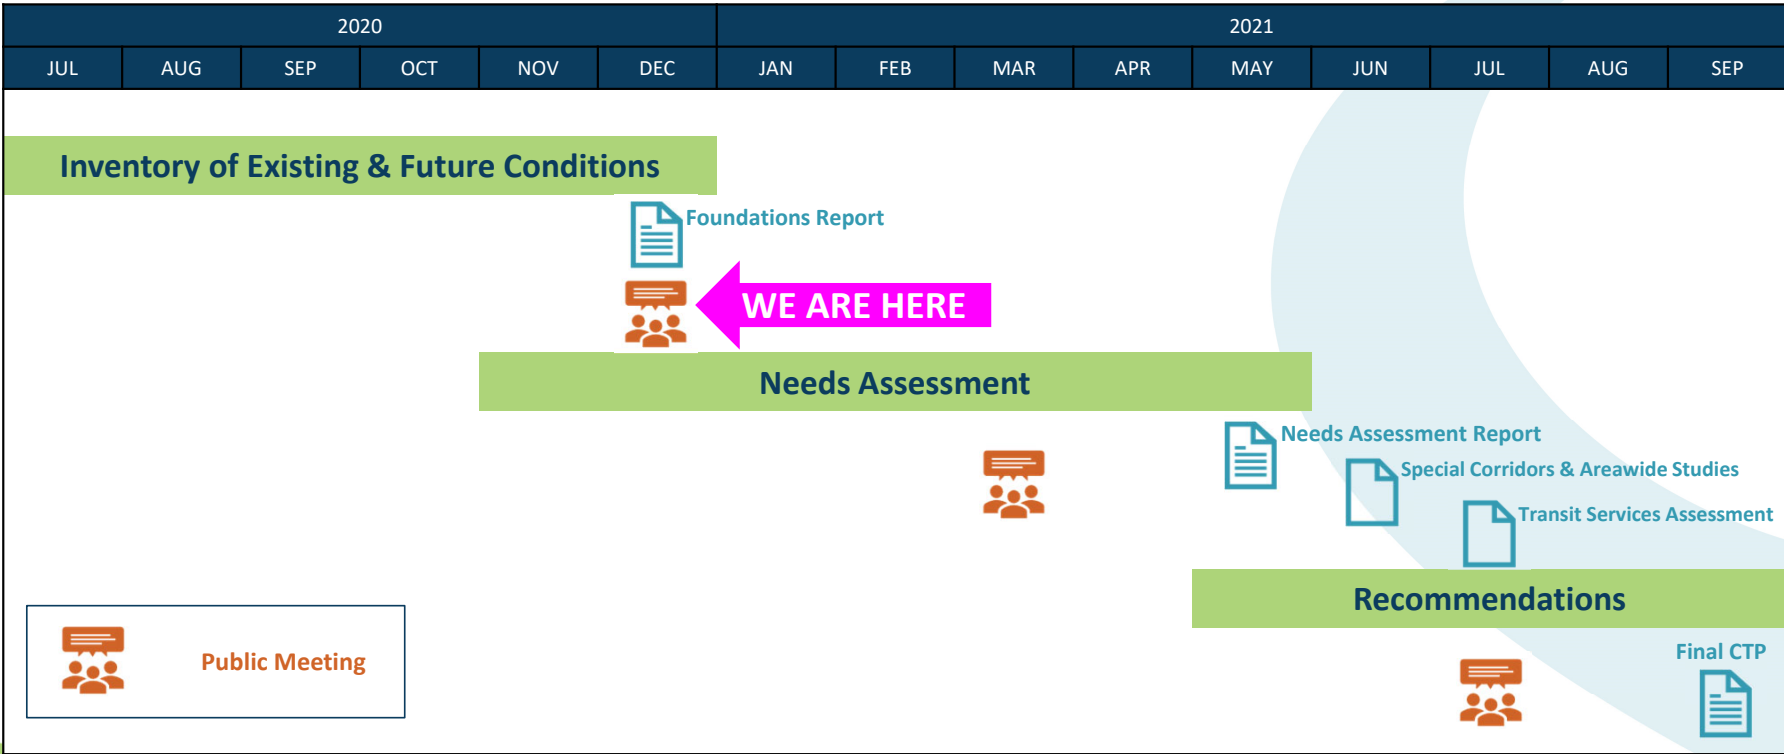 2020 2021
JUL AUG SEP OCT NOV DEC JAN FEB MAR APR MAY JUN JUL AUG SEP
Inventory of Existing & Future Conditions
Foundations Report
WE ARE HERE
Needs Assessment
Needs Assessment Report
Special Corridors & Areawide Studies
Transit Services Assessment
Recommendations
Public Meeting
Final CTP